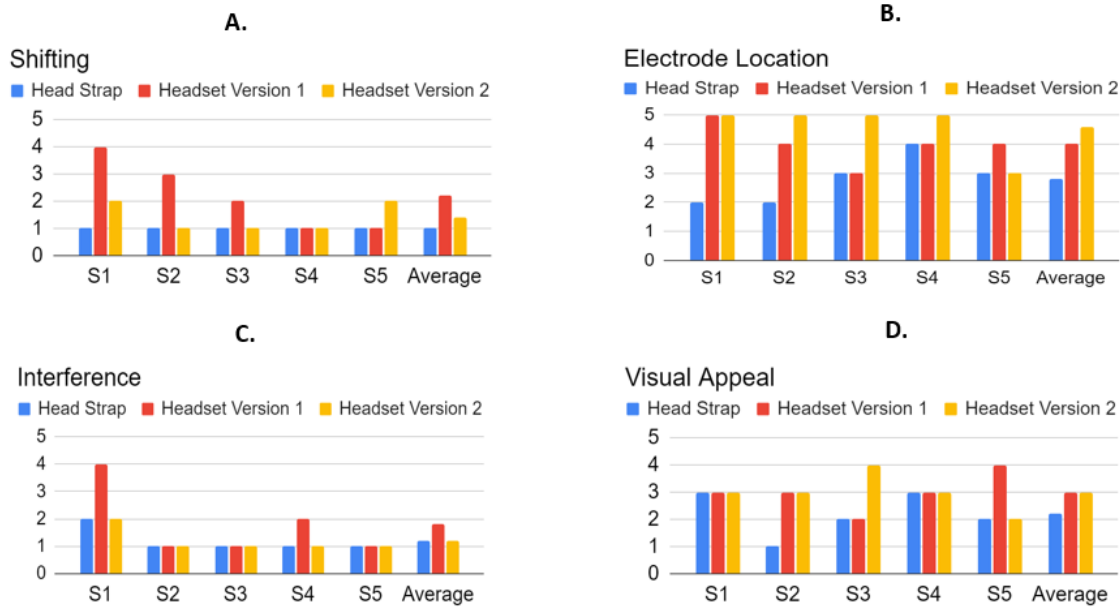 A.
Shifting
Head Strap Headset Version 1 Headset Version 2
5
4
3
2
1
0
S1 S2 S3 S4 S5 Average
B.
Electrode Location
Head Strap Headset Version 1 Headset Version 2
5
4
3
2
1
0
S1 S2 S3 S4 S5 Average
C.
Interference
Head Strap Headset Version 1 Headset Version 2
5
4
3
2
1
0
S1 S2 S3 S4 S5 Average
D.
Visual Appeal
Head Strap Headset Version 1 Headset Version 2
5
4
3
2
1
0
S1 S2 S3 S4 S5 Average